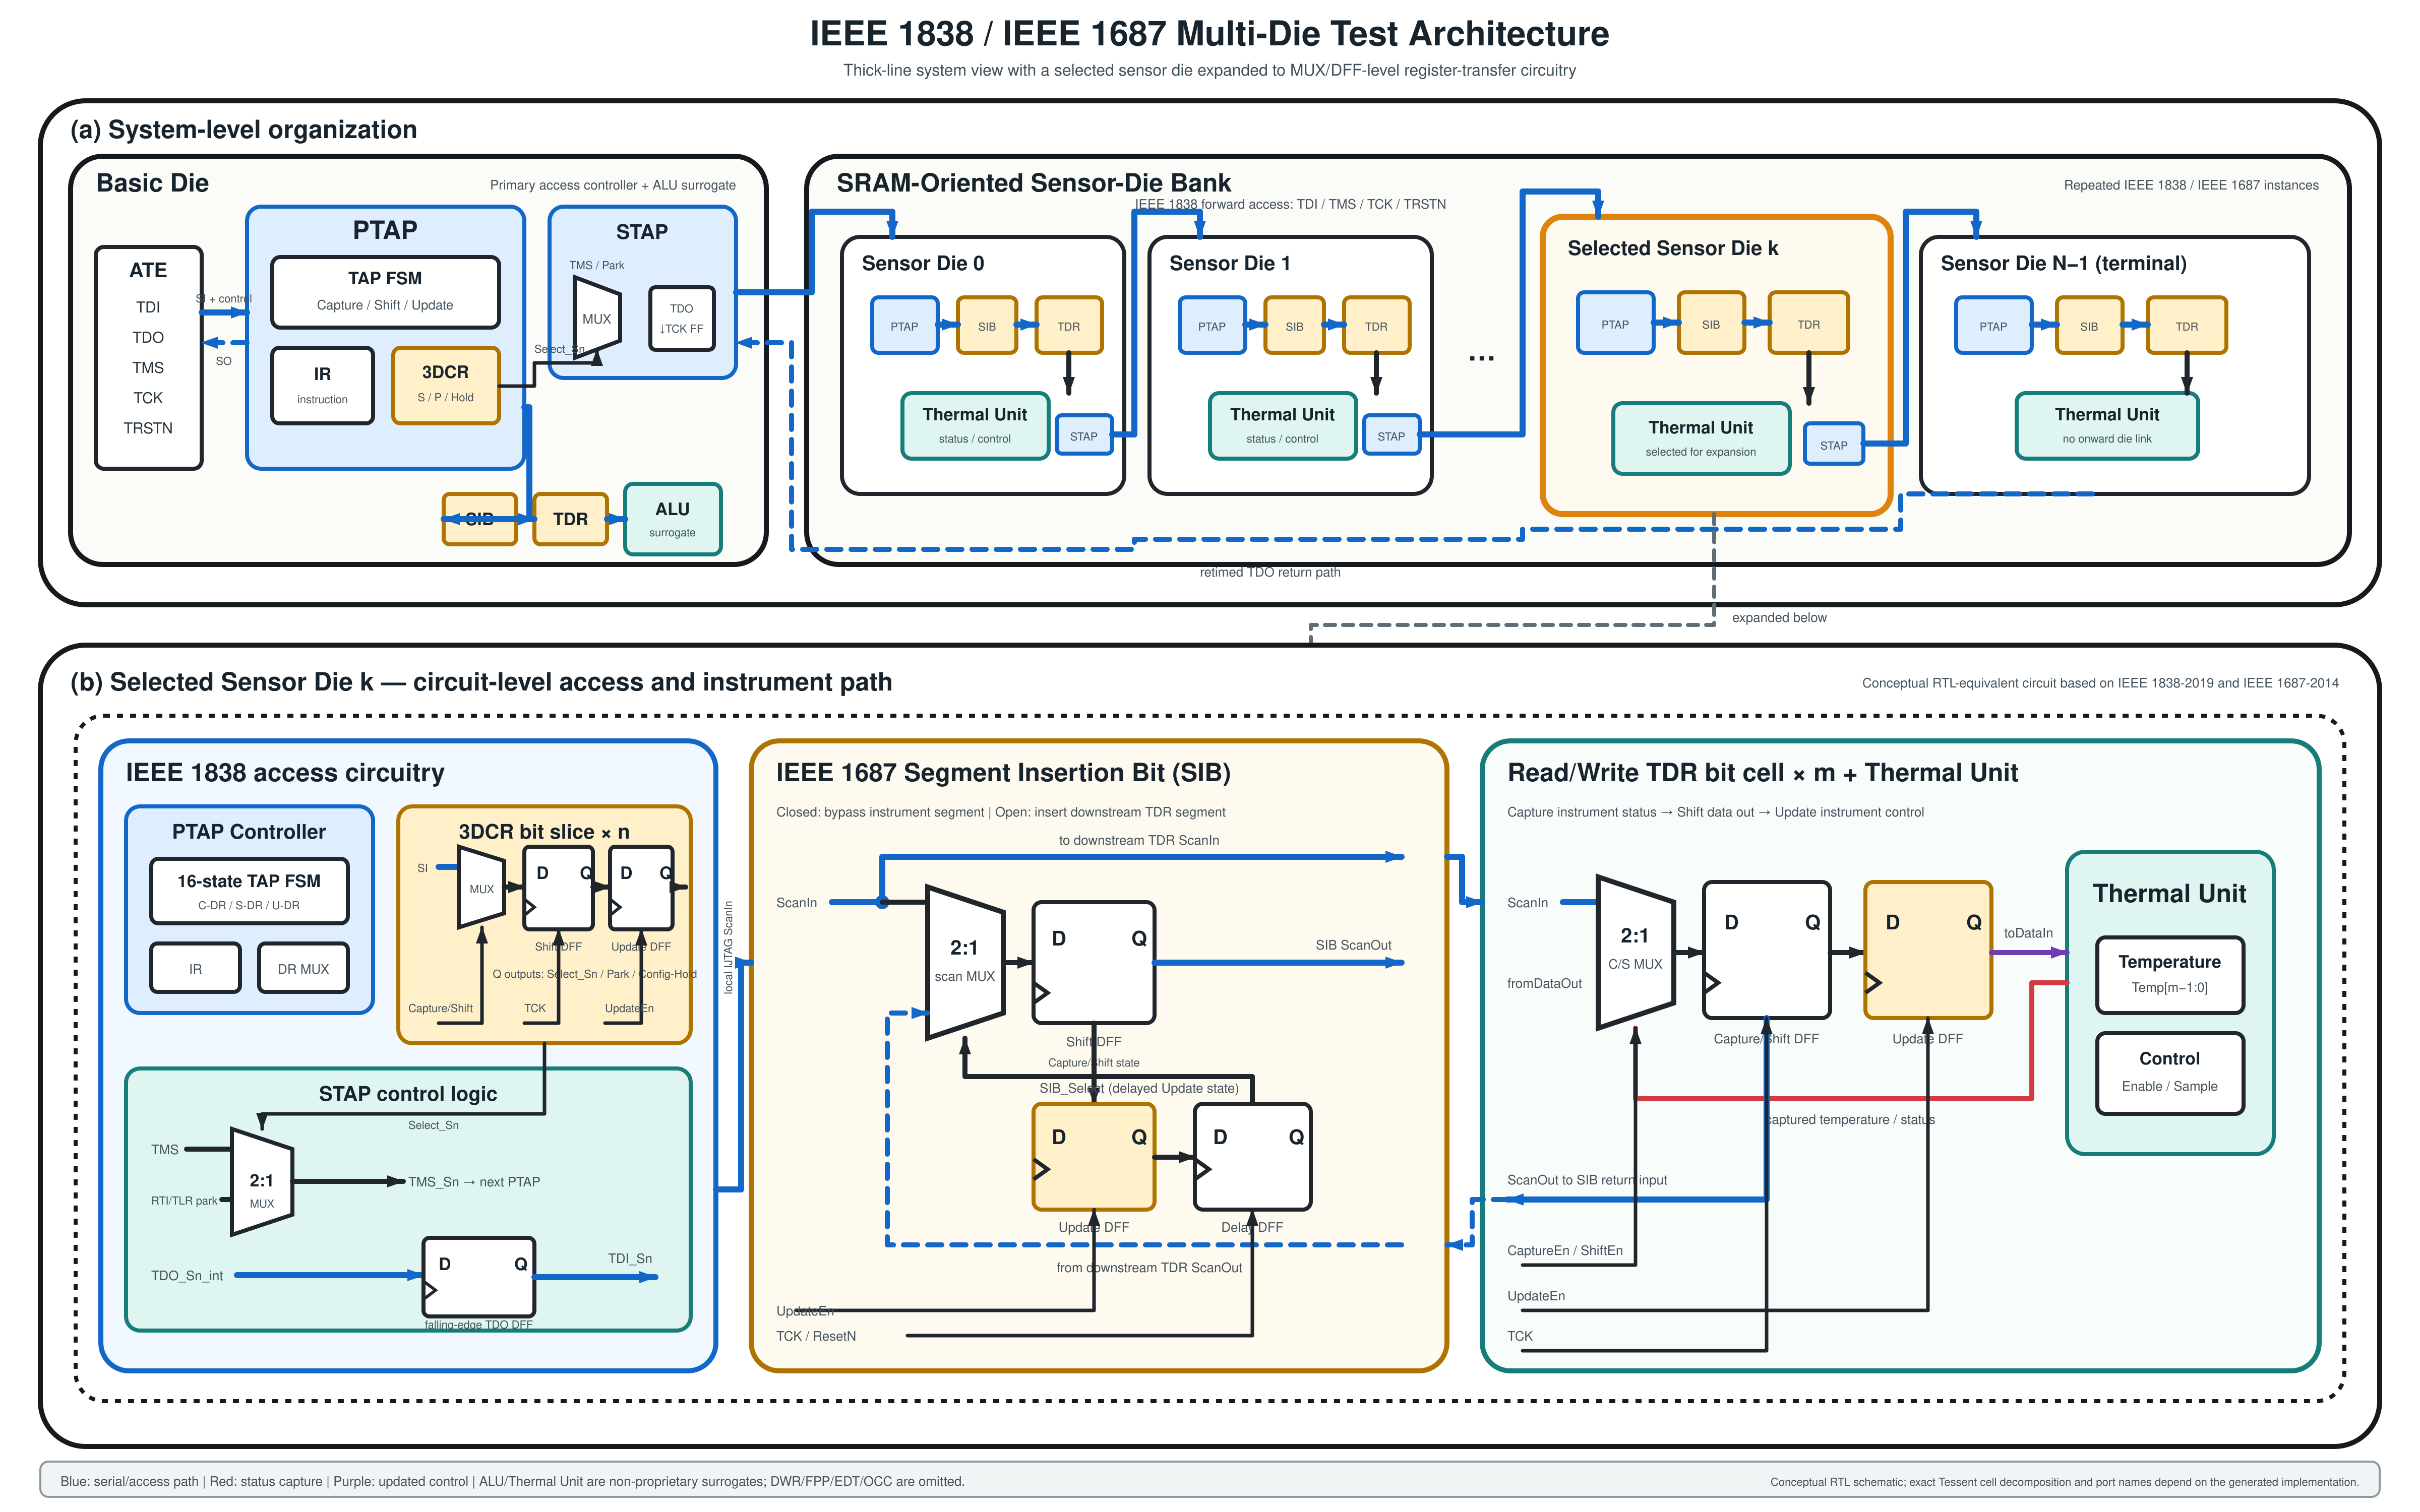 IEEE 1838 / IEEE 1687 Multi-Die Test Architecture
Thick-line system view with a selected sensor die expanded to MUX/DFF-level register-transfer circuitry
(a) System-level organization
Basic Die
Primary access controller + ALU surrogate
ATE
TDI
TDO
TMS
TCK
TRSTN
SI + control
SO
PTAP
TAP FSM
Capture / Shift / Update
IR
instruction
3DCR
S / P / Hold
STAP
TMS / Park
MUX
TDO
↓TCK FF
Select_Sn
SIB
TDR
ALU
surrogate
SRAM-Oriented Sensor-Die Bank
IEEE 1838 forward access: TDI / TMS / TCK / TRSTN
Repeated IEEE 1838 / IEEE 1687 instances
Sensor Die 0
PTAP
SIB
TDR
Thermal Unit
status / control
STAP
Sensor Die 1
PTAP
SIB
TDR
Thermal Unit
status / control
STAP
...
Selected Sensor Die k
PTAP
SIB
TDR
Thermal Unit
selected for expansion
STAP
Sensor Die N−1 (terminal)
PTAP
SIB
TDR
Thermal Unit
no onward die link
retimed TDO return path
expanded below
(b) Selected Sensor Die k — circuit-level access and instrument path
Conceptual RTL-equivalent circuit based on IEEE 1838-2019 and IEEE 1687-2014
IEEE 1838 access circuitry
PTAP Controller
16-state TAP FSM
C-DR / S-DR / U-DR
IR
DR MUX
3DCR bit slice × n
SI
MUX
D
Q
D
Q
Shift DFF
Update DFF
Q outputs: Select_Sn / Park / Config-Hold
Capture/Shift
TCK
UpdateEn
STAP control logic
Select_Sn
TMS
RTI/TLR park
2:1
MUX
TMS_Sn → next PTAP
TDO_Sn_int
D
Q
TDI_Sn
falling-edge TDO DFF
local IJTAG ScanIn
IEEE 1687 Segment Insertion Bit (SIB)
Closed: bypass instrument segment | Open: insert downstream TDR segment
to downstream TDR ScanIn
ScanIn
2:1
scan MUX
D
Q
SIB ScanOut
Shift DFF
Capture/Shift state
SIB_Select (delayed Update state)
D
Q
D
Q
Update DFF
Delay DFF
from downstream TDR ScanOut
UpdateEn
TCK / ResetN
Read/Write TDR bit cell × m + Thermal Unit
Capture instrument status → Shift data out → Update instrument control
ScanIn
fromDataOut
2:1
C/S MUX
D
Q
D
Q
toDataIn
Capture/Shift DFF
Update DFF
Thermal Unit
Temperature
Temp[m−1:0]
Control
Enable / Sample
captured temperature / status
ScanOut to SIB return input
CaptureEn / ShiftEn
UpdateEn
TCK
Blue: serial/access path | Red: status capture | Purple: updated control | ALU/Thermal Unit are non-proprietary surrogates; DWR/FPP/EDT/OCC are omitted.
Conceptual RTL schematic; exact Tessent cell decomposition and port names depend on the generated implementation.